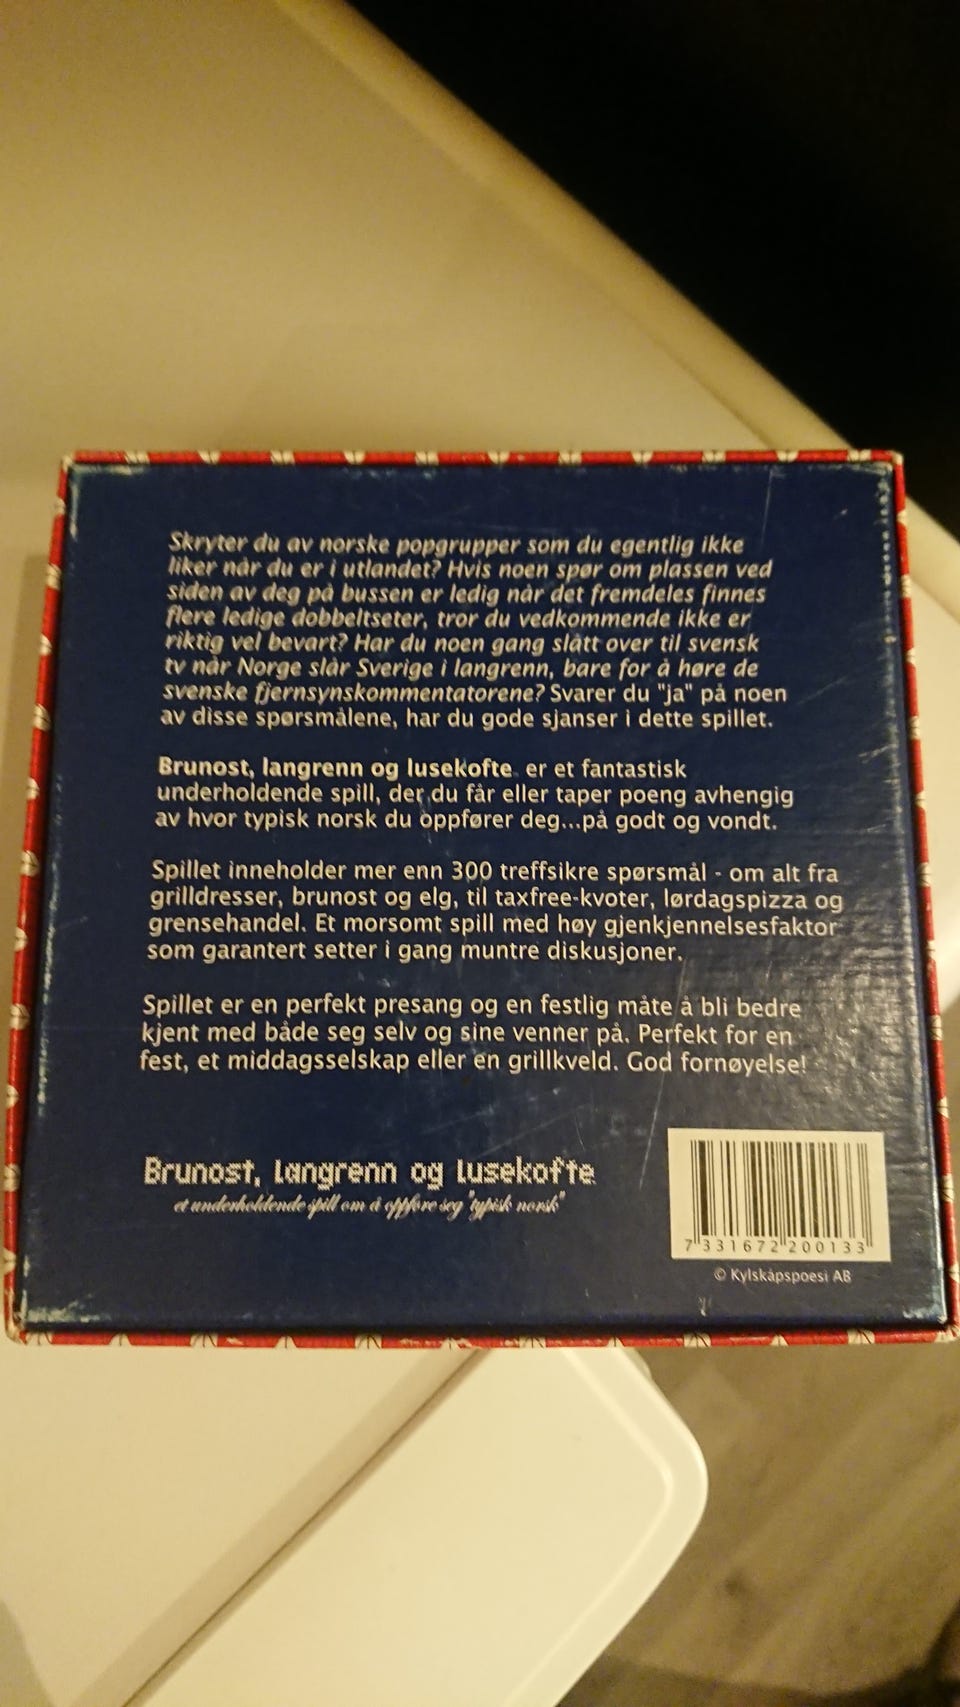 Skryter du av norske popgrupper som du egentlig ikke
liker når du er i utlandet? Hvis noen spør om plassen ved
siden av deg på bussen er ledig når det fremdeles finnes
flere ledige dobbeltseter, tror du vedkommende ikke er
riktig vel bevart? Har du noen gang slått over til svensk
tv når Norge slår Sverige i langrenn, bare for å høre de
svenske fjernsynskommentatorene? Svarer du "ja" på noen
av disse spørsmålene, har du gode sjanser i dette spillet.
Brunost, langrenn og lusekofte er et fantastisk
underholdende spill, der du får eller taper poeng avhengig
av hvor typisk norsk du oppfører deg...på godt og vondt.
Spillet inneholder mer enn 300 treffsikre spørsmål - om alt fra
grilldresser, brunost og elg, til taxfree-kvoter, lørdagspizza og
grensehandel. Et morsomt spill med høy gjenkjennelsesfaktor
som garantert setter i gang muntre diskusjoner.
Spillet er en perfekt presang og en festlig måte å bli bedre
kjent med både seg selv og sine venner på. Perfekt for en
fest, et middagsselskap eller en grillkveld. God fornøyelse!
Brunost, langrenn og lusekofte
et underholdende spill om å oppføre seg "typisk norsk"
7 331672 200133
© Kylskåpspoesi AB